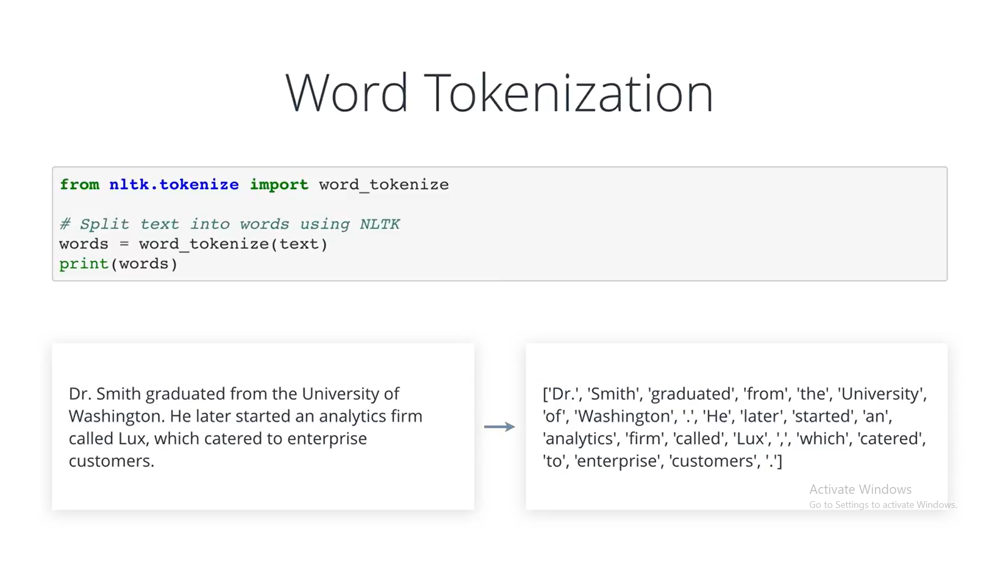 Word Tokenization
from nltk.tokenize import word_tokenize
# Split text into words using NLTK
words = word_tokenize(text)
print(words)
Dr. Smith graduated from the University of
Washington. He later started an analytics firm
called Lux, which catered to enterprise
customers.
['Dr.', 'Smith', 'graduated', 'from', 'the', 'University',
'of', 'Washington', '.', 'He', 'later', 'started', 'an',
'analytics', 'firm', 'called', 'Lux', ',', 'which', 'catered',
'to', 'enterprise', 'customers', '.']
Activate Windows
Go to Settings to activate Windows.